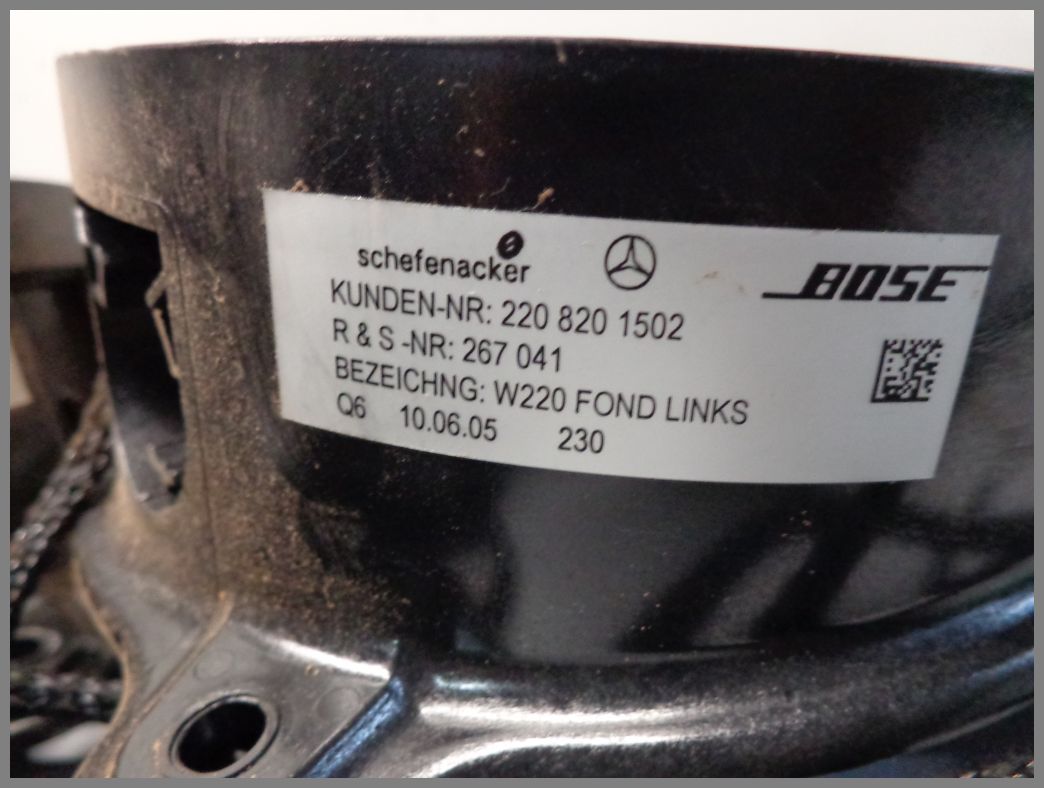 schefenacker BOSE
KUNDEN-NR: 220 820 1502
R & S -NR: 267 041
BEZEICHNG: W220 FOND LINKS
Q6 10.06.05 230